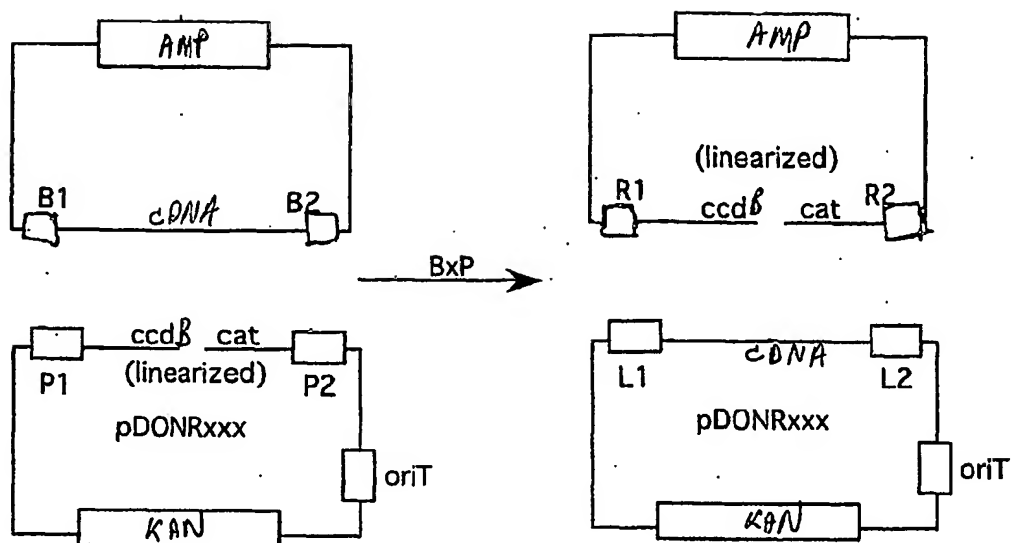 AMP AMP
(linearized)
B1 cDNA B2 R1 ccdB cat R2
BxP
ccdB cat
P1 (linearized) P2 cDNA
L1 L2
pDONRxxx pDONRxxx
oriT oriT
KAN KAN